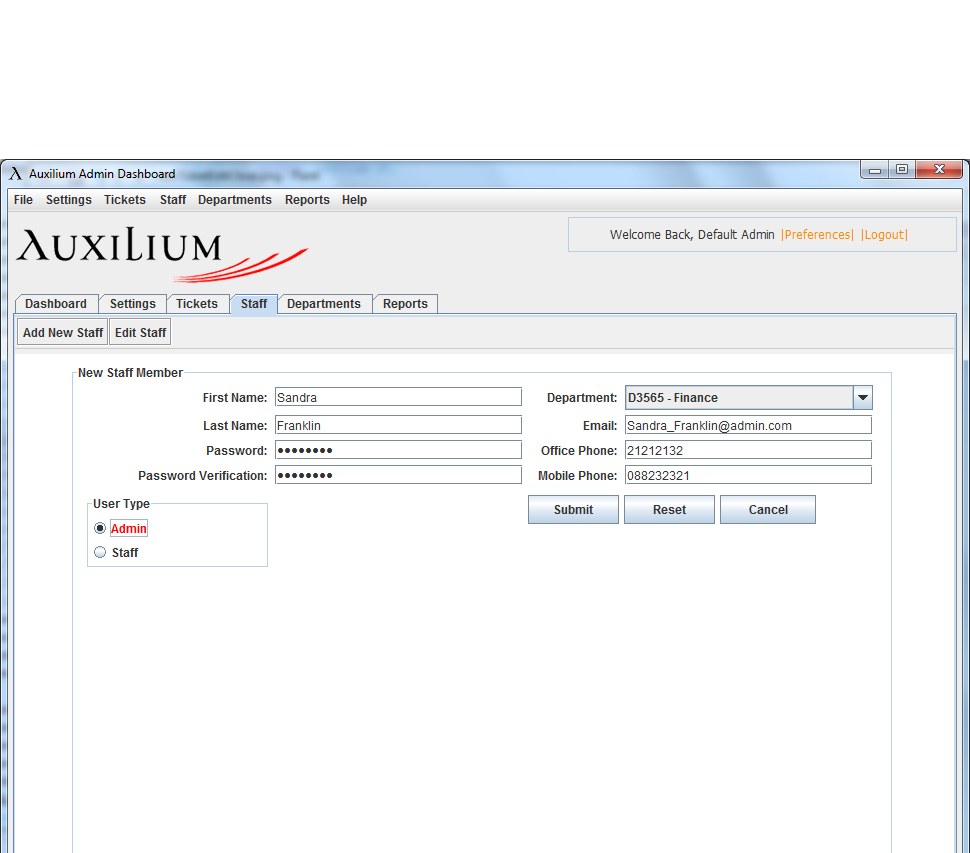 Auxilium Admin Dashboard
File Settings Tickets Staff Departments Reports Help
AUXILIUM
Welcome Back, Default Admin |Preferences| |Logout|
Dashboard Settings Tickets Staff Departments Reports
Add New Staff Edit Staff
New Staff Member
First Name: Sandra Department: D3565 - Finance
Last Name: Franklin Email: Sandra_Franklin@admin.com
Password: •••••••• Office Phone: 21212132
Password Verification: •••••••• Mobile Phone: 088232321
User Type
Submit Reset Cancel
Admin
Staff